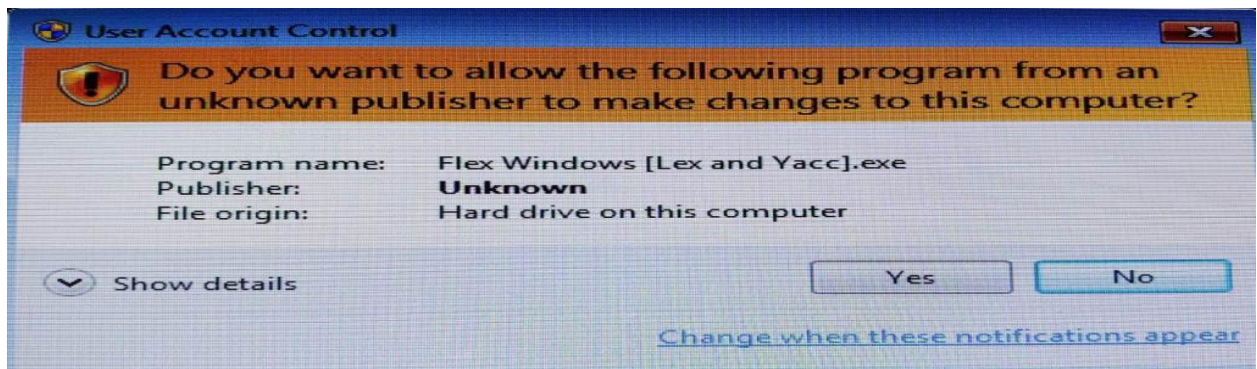 User Account Control
Do you want to allow the following program from an
unknown publisher to make changes to this computer?
Program name: Flex Windows [Lex and Yacc].exe
Publisher: Unknown
File origin: Hard drive on this computer
Show details
Yes No
Change when these notifications appear